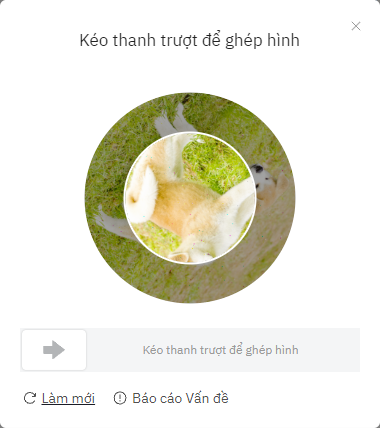 Kéo thanh trượt để ghép hình
Kéo thanh trượt để ghép hình
Làm mới
Báo cáo Vấn đề